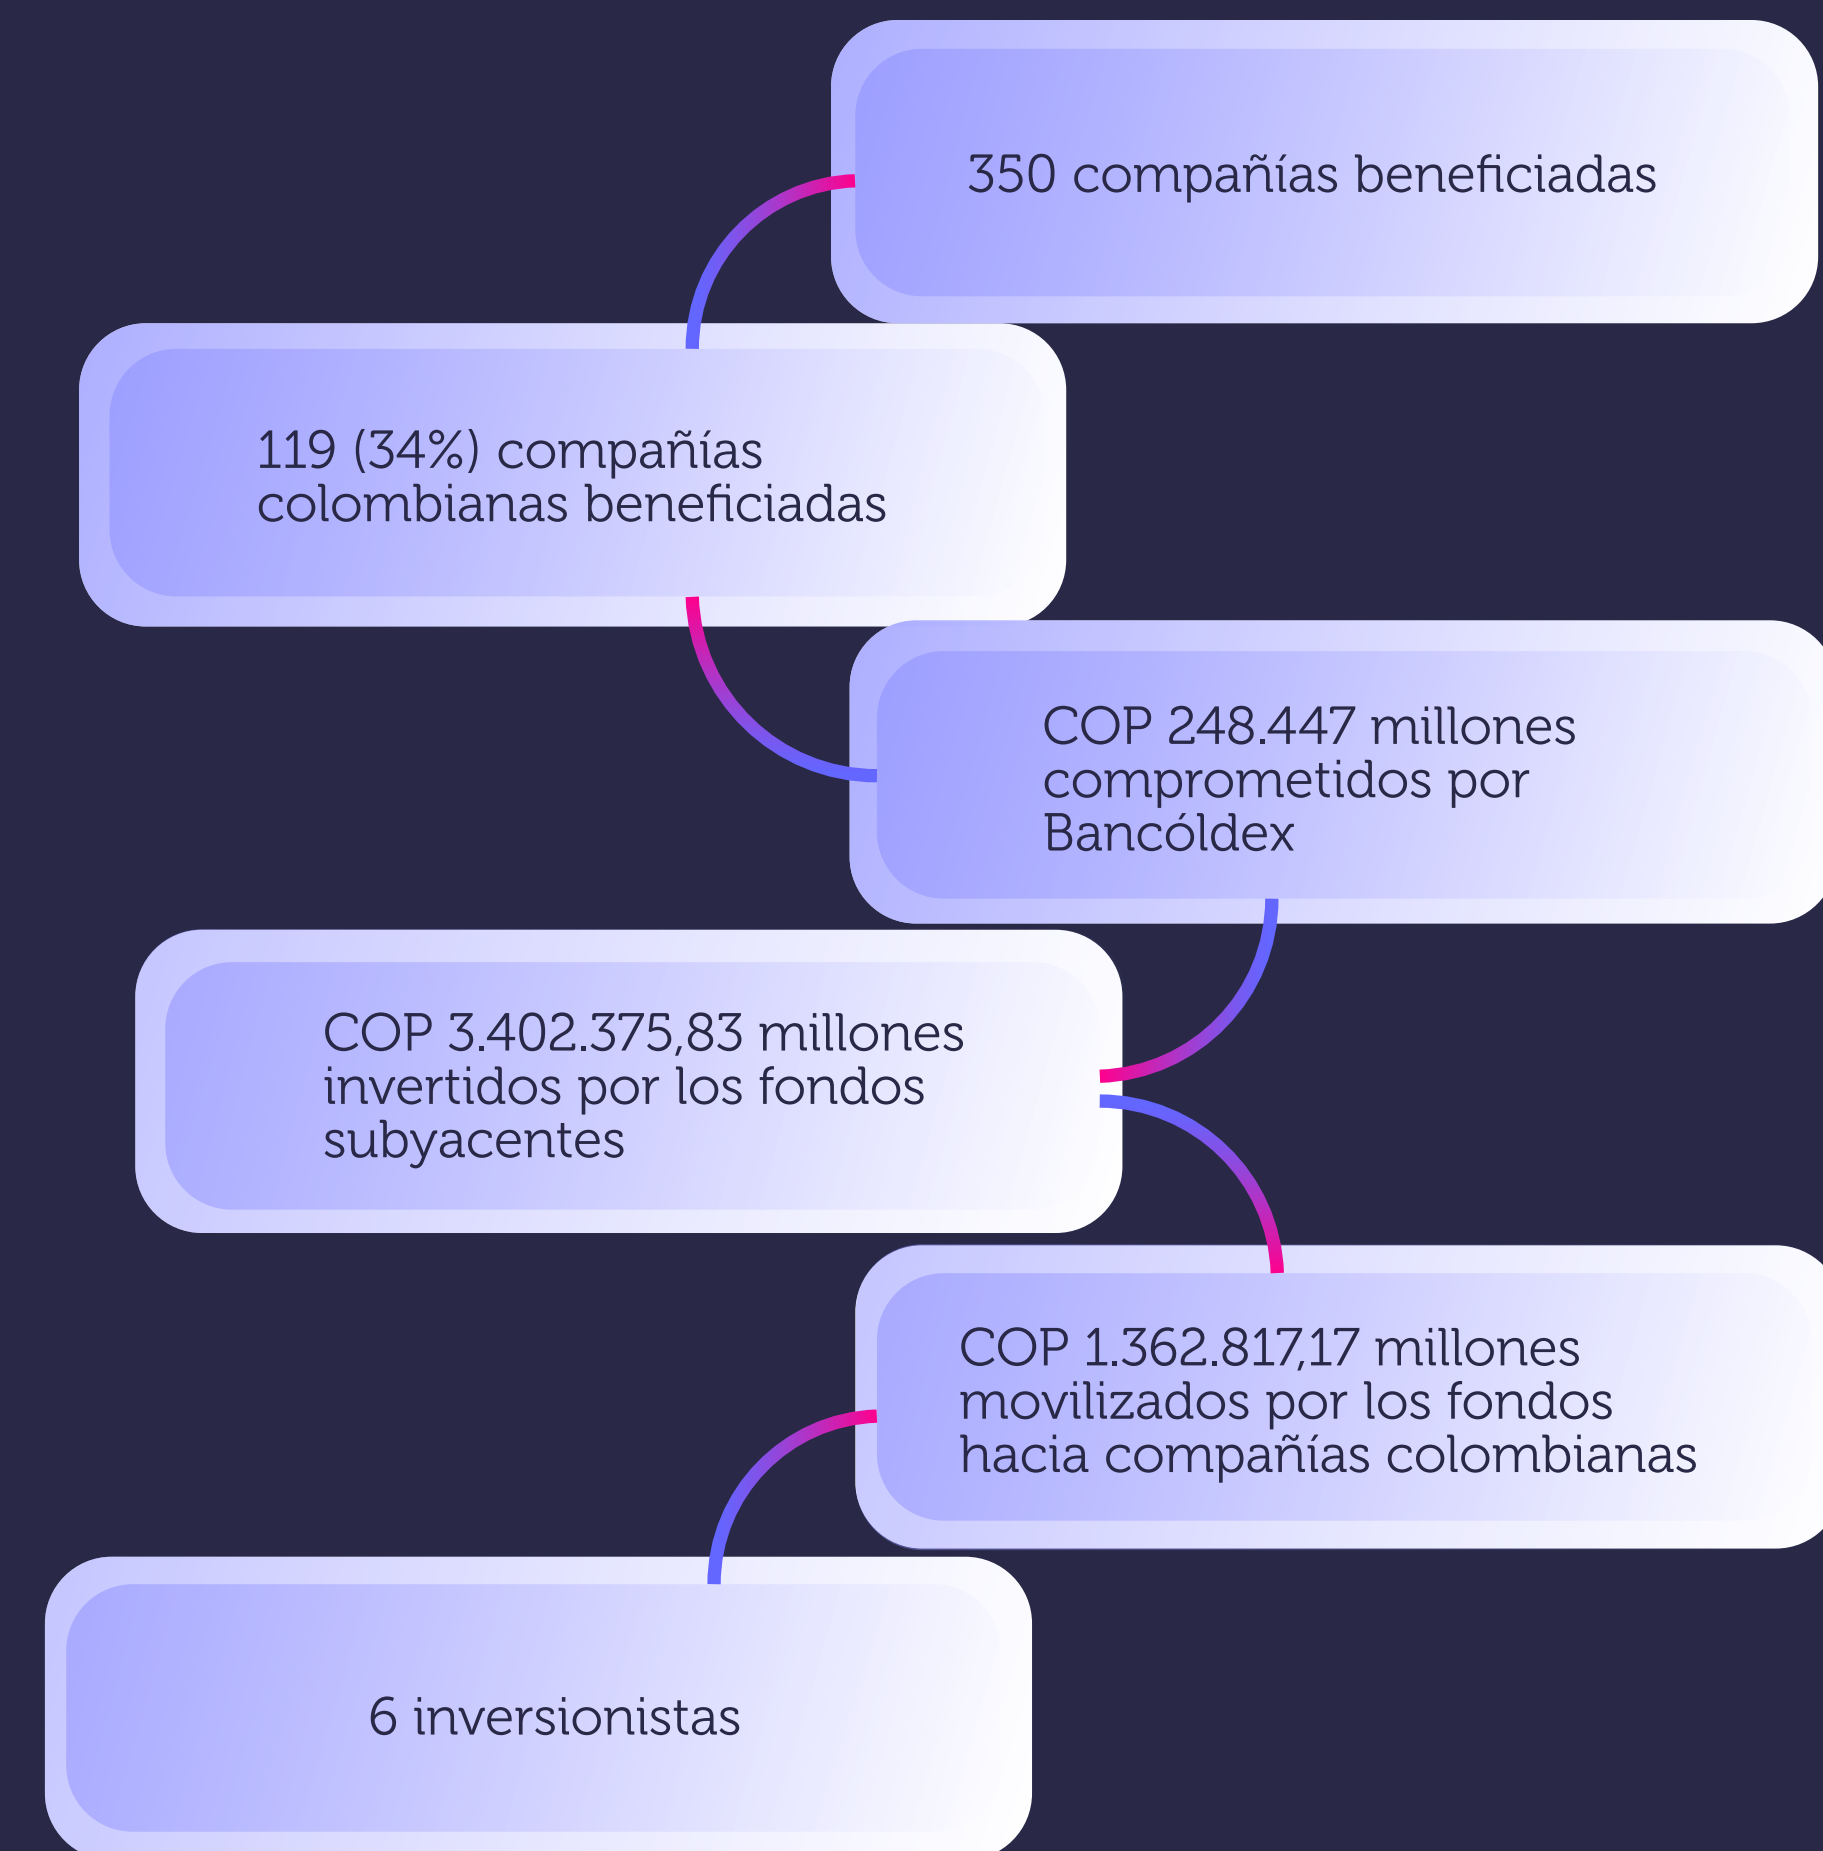 350 compañías beneficiadas
119 (34%) compañías
colombianas beneficiadas
COP 248.447 millones
comprometidos por
Bancóldex
COP 3.402.375,83 millones
invertidos por los fondos
subyacentes
COP 1.362.817,17 millones
movilizados por los fondos
hacia compañías colombianas
6 inversionistas